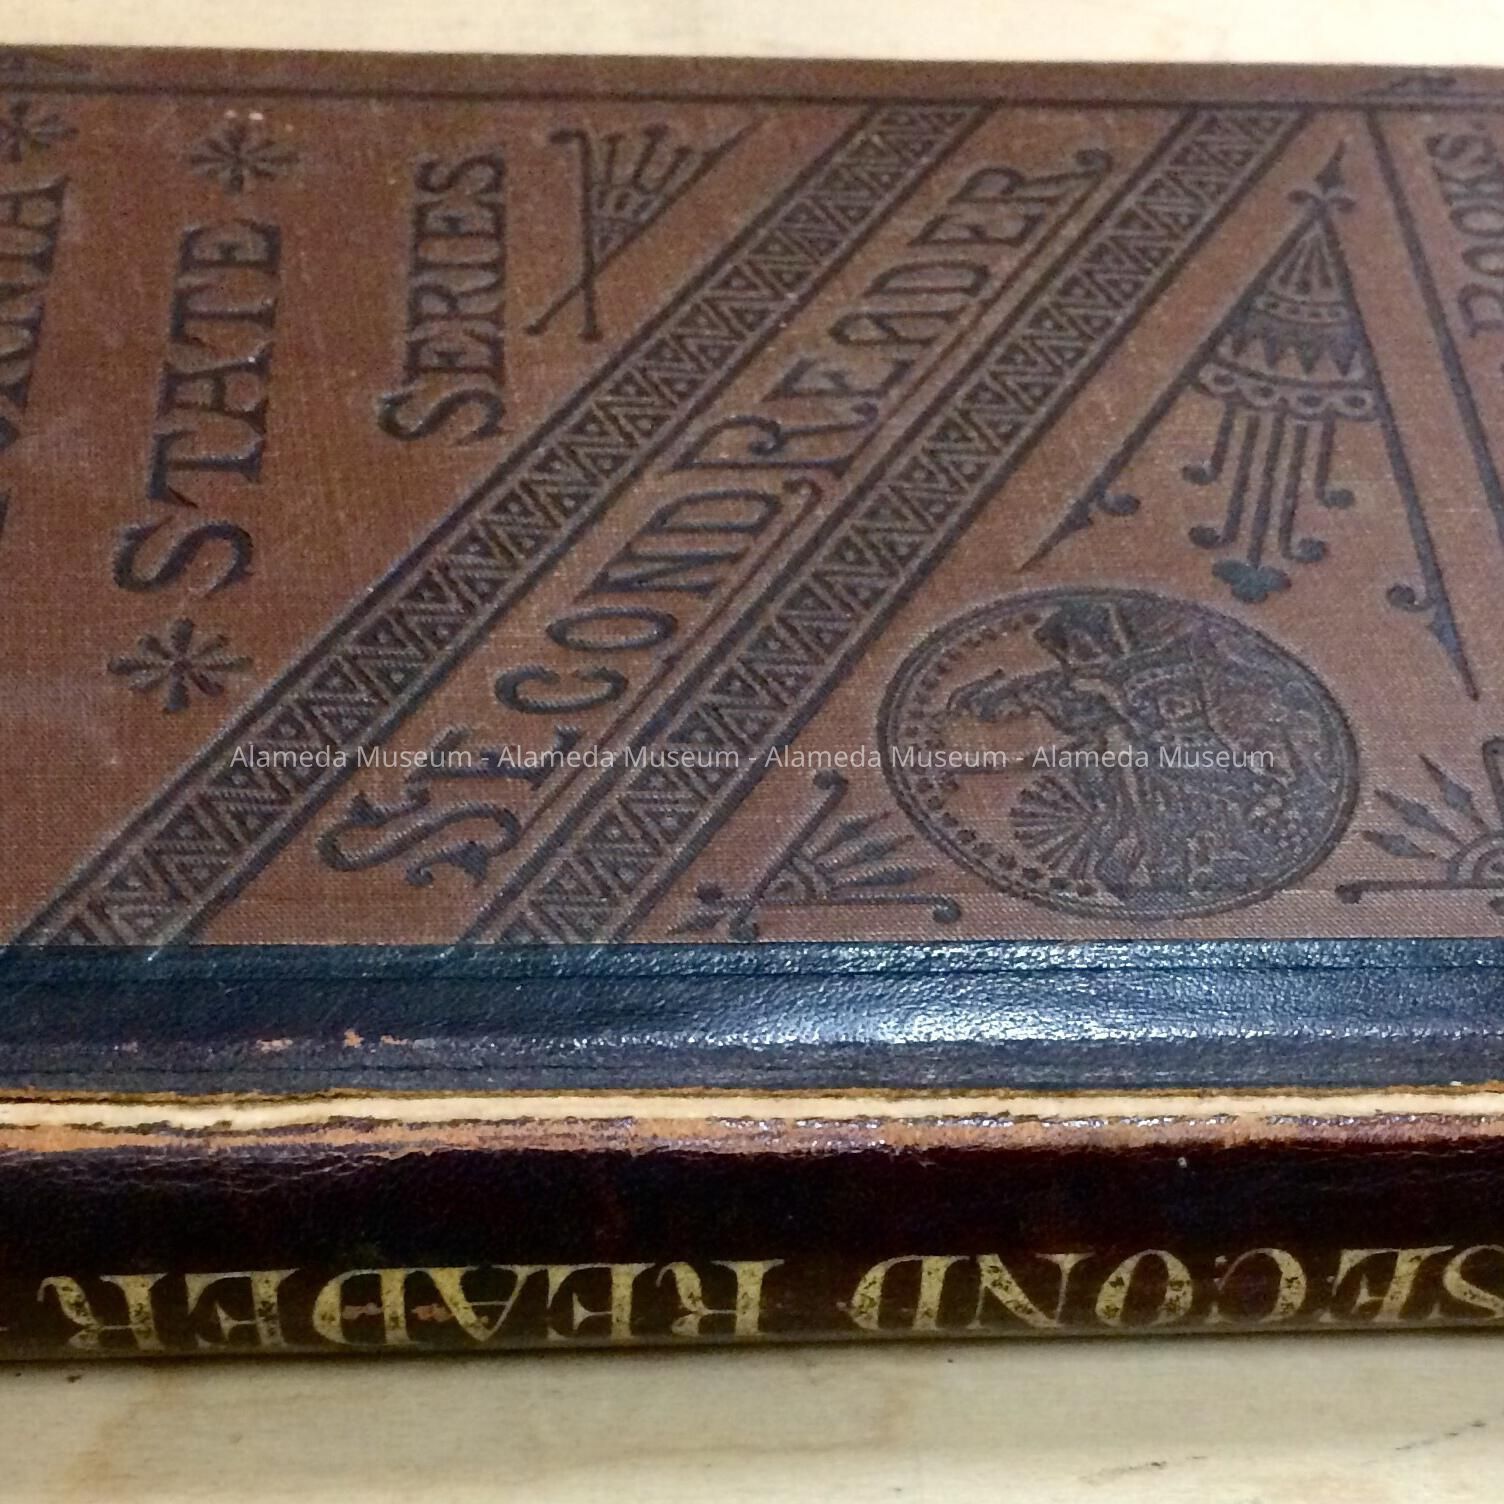 STATE
SERIES
SECOND READER
BOOKS.
Alameda Museum - Alameda Museum - Alameda Museum - Alameda Museum
SECOND READER